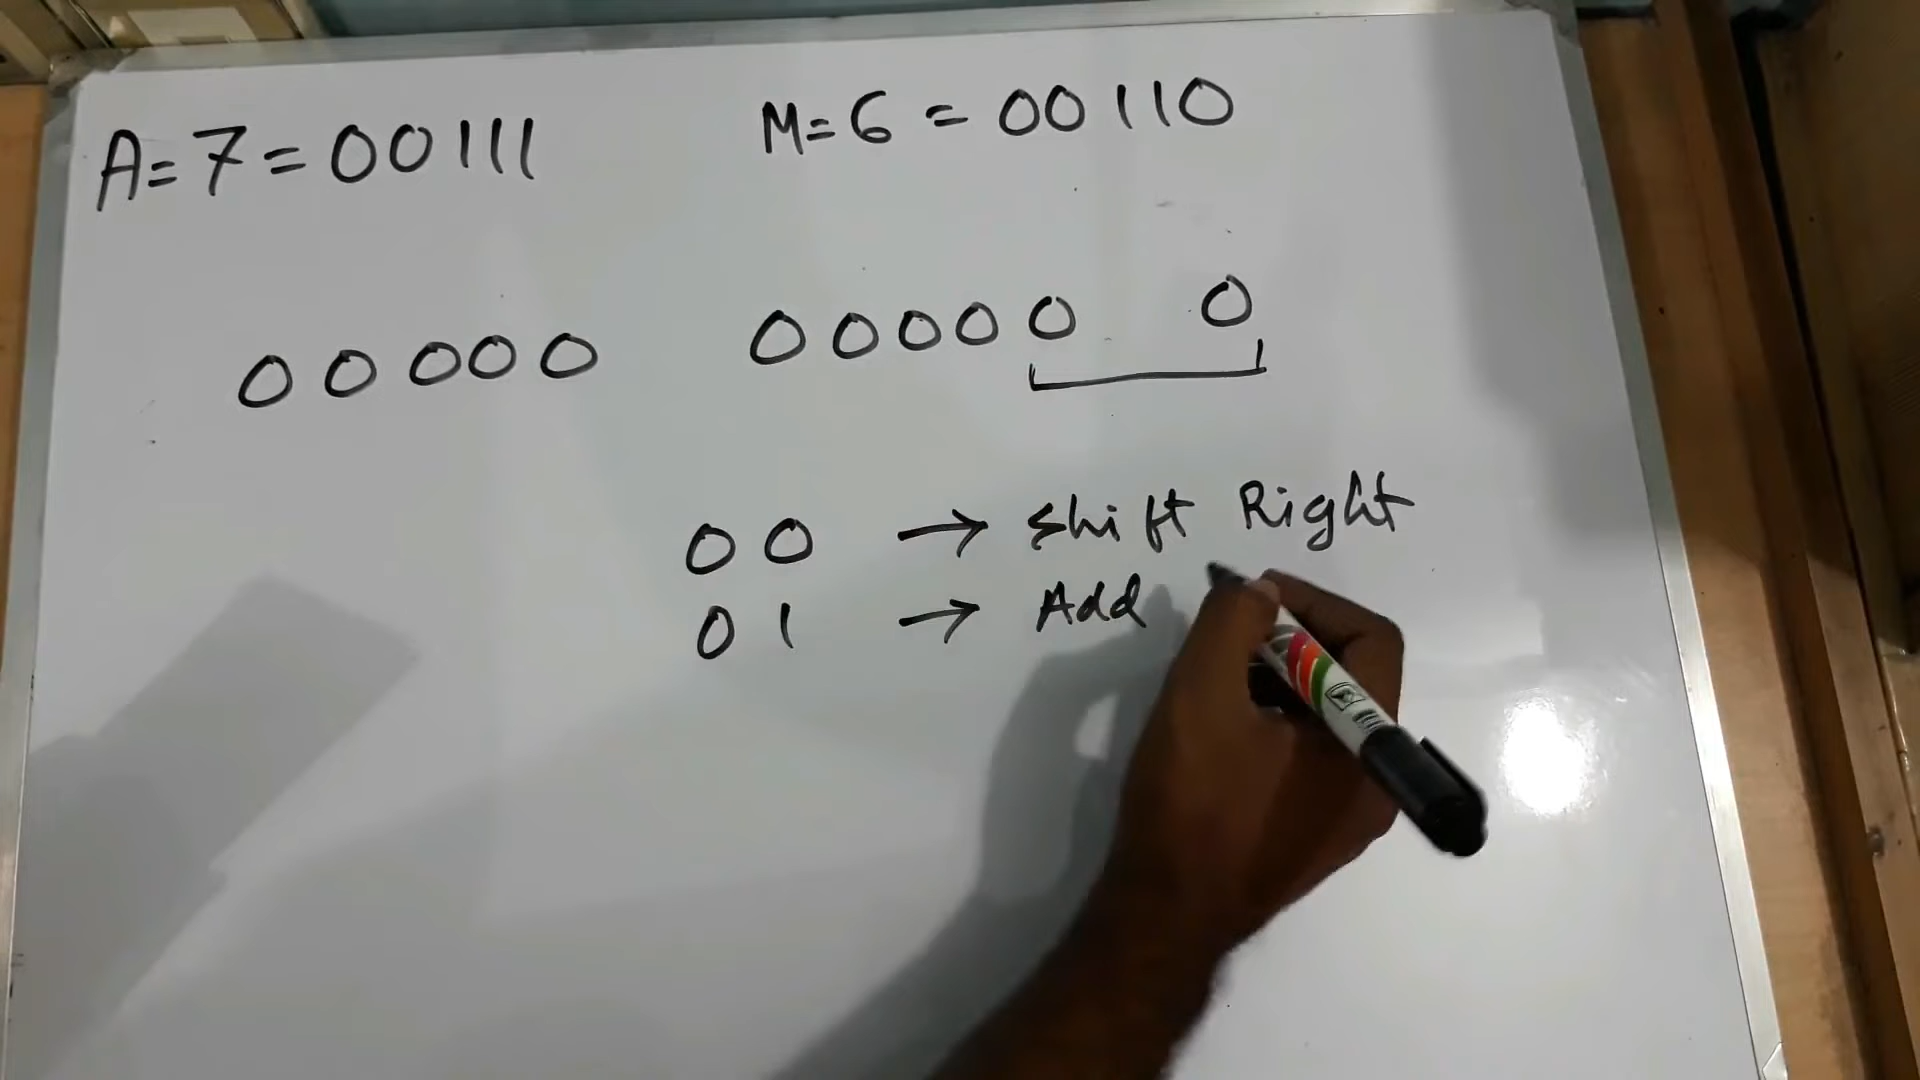 A=7=00111 M=6=00110
00000 00000 0
00 → Shift Right
01 → Add